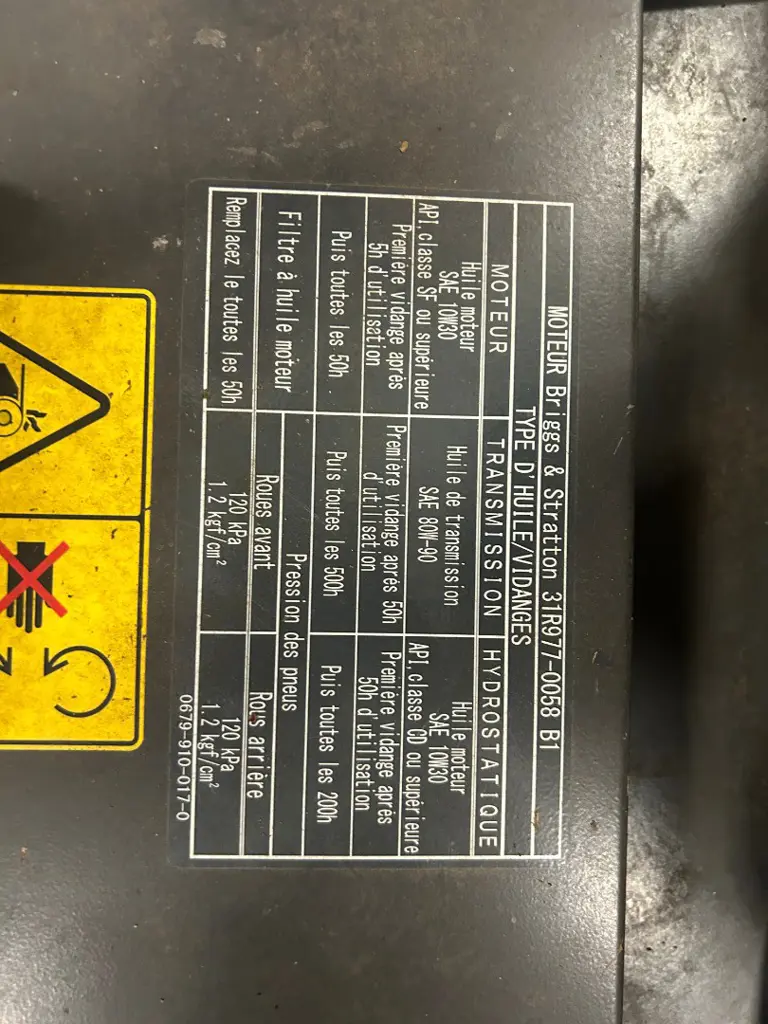 MOTEUR Briggs & Stratton 31R977-0058 B1
TYPE D'HUILE/VIDANGES
MOTEUR
TRANSMISSION
HYDROSTATIQUE
Huile moteur
SAE 10W30
API, classe SF ou supérieure
Huile de transmission
SAE 80W-90
Huile moteur
SAE 10W30
API, classe CD ou supérieure
Première vidange après
5h d'utilisation
Première vidange après 50h
d'utilisation
Première vidange après
50h d'utilisation
Puis toutes les 50h
Puis toutes les 500h
Puis toutes les 200h
Filtre à huile moteur
Pression des pneus
Remplacez le toutes les 50h
Roues avant
Rous arrière
120 kPa
1.2 kgf/cm²
120 kPa
1.2 kgf/cm²
0679-910-017-0